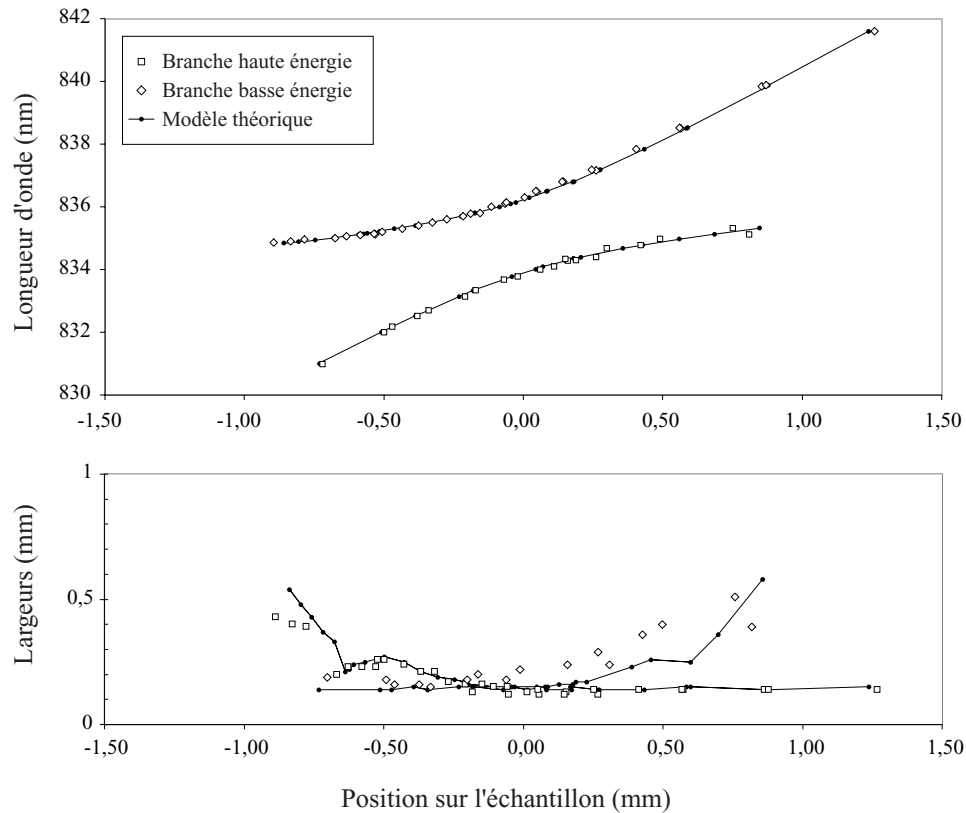 842
840
838
836
834
832
830
Longueur d'onde (nm)
Branche haute énergie
Branche basse énergie
Modèle théorique
-1,50 -1,00 -0,50 0,00 0,50 1,00 1,50
1
0,5
0
Largeurs (mm)
-1,50 -1,00 -0,50 0,00 0,50 1,00 1,50
Position sur l'échantillon (mm)